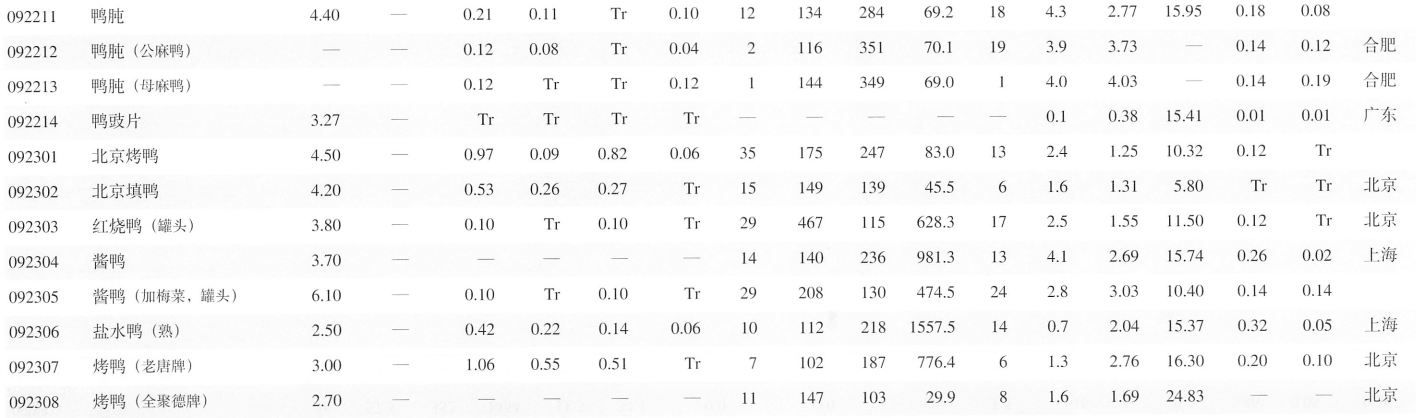 092211 鸭肫 4.40 — 0.21 0.11 Tr 0.10 12 134 284 69.2 18 4.3 2.77 15.95 0.18 0.08
092212 鸭肫（公麻鸭） — — 0.12 0.08 Tr 0.04 2 116 351 70.1 19 3.9 3.73 — 0.14 0.12 合肥
092213 鸭肫（母麻鸭） — — 0.12 Tr Tr 0.12 1 144 349 69.0 1 4.0 4.03 — 0.14 0.19 合肥
092214 鸭豉片 3.27 — Tr Tr Tr Tr — — — — — 0.1 0.38 15.41 0.01 0.01 广东
092301 北京烤鸭 4.50 — 0.97 0.09 0.82 0.06 35 175 247 83.0 13 2.4 1.25 10.32 0.12 Tr
092302 北京填鸭 4.20 — 0.53 0.26 0.27 Tr 15 149 139 45.5 6 1.6 1.31 5.80 Tr Tr 北京
092303 红烧鸭（罐头） 3.80 — 0.10 Tr 0.10 Tr 29 467 115 628.3 17 2.5 1.55 11.50 0.12 Tr 北京
092304 酱鸭 3.70 — — — — — 14 140 236 981.3 13 4.1 2.69 15.74 0.26 0.02 上海
092305 酱鸭（加梅菜，罐头） 6.10 — 0.10 Tr 0.10 Tr 29 208 130 474.5 24 2.8 3.03 10.40 0.14 0.14
092306 盐水鸭（熟） 2.50 — 0.42 0.22 0.14 0.06 10 112 218 1557.5 14 0.7 2.04 15.37 0.32 0.05 上海
092307 烤鸭（老唐牌） 3.00 — 1.06 0.55 0.51 Tr 7 102 187 776.4 6 1.3 2.76 16.30 0.20 0.10 北京
092308 烤鸭（全聚德牌） 2.70 — — — — — 11 147 103 29.9 8 1.6 1.69 24.83 — — 北京